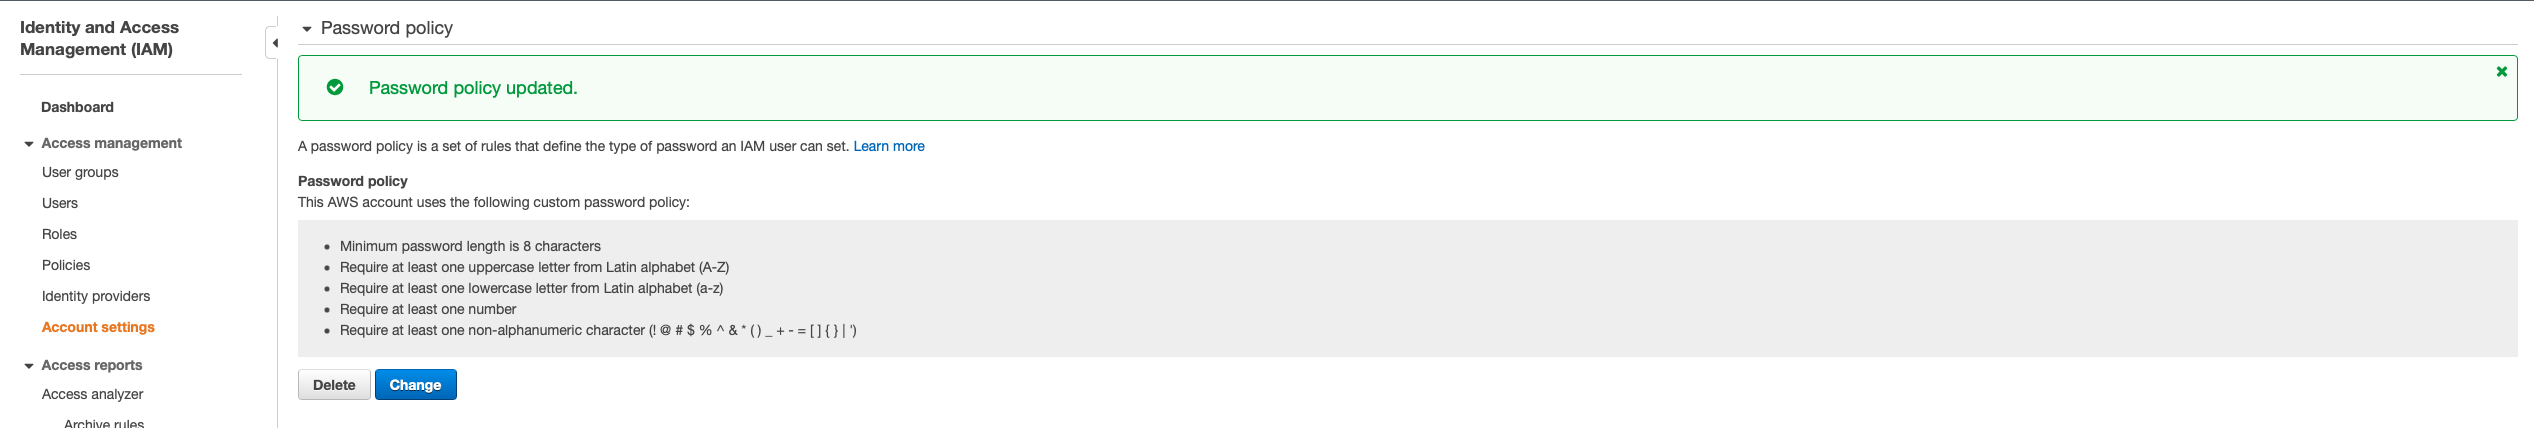 Identity and Access
Management (IAM)
Dashboard
Access management
User groups
Users
Roles
Policies
Identity providers
Account settings
Access reports
Access analyzer
Archive rules
Password policy
Password policy updated.
A password policy is a set of rules that define the type of password an IAM user can set. Learn more
Password policy
This AWS account uses the following custom password policy:
• Minimum password length is 8 characters
• Require at least one uppercase letter from Latin alphabet (A-Z)
• Require at least one lowercase letter from Latin alphabet (a-z)
• Require at least one number
• Require at least one non-alphanumeric character (! @ # $ % ^ & * ( ) _ + - = [ ] { } | ')
Delete Change